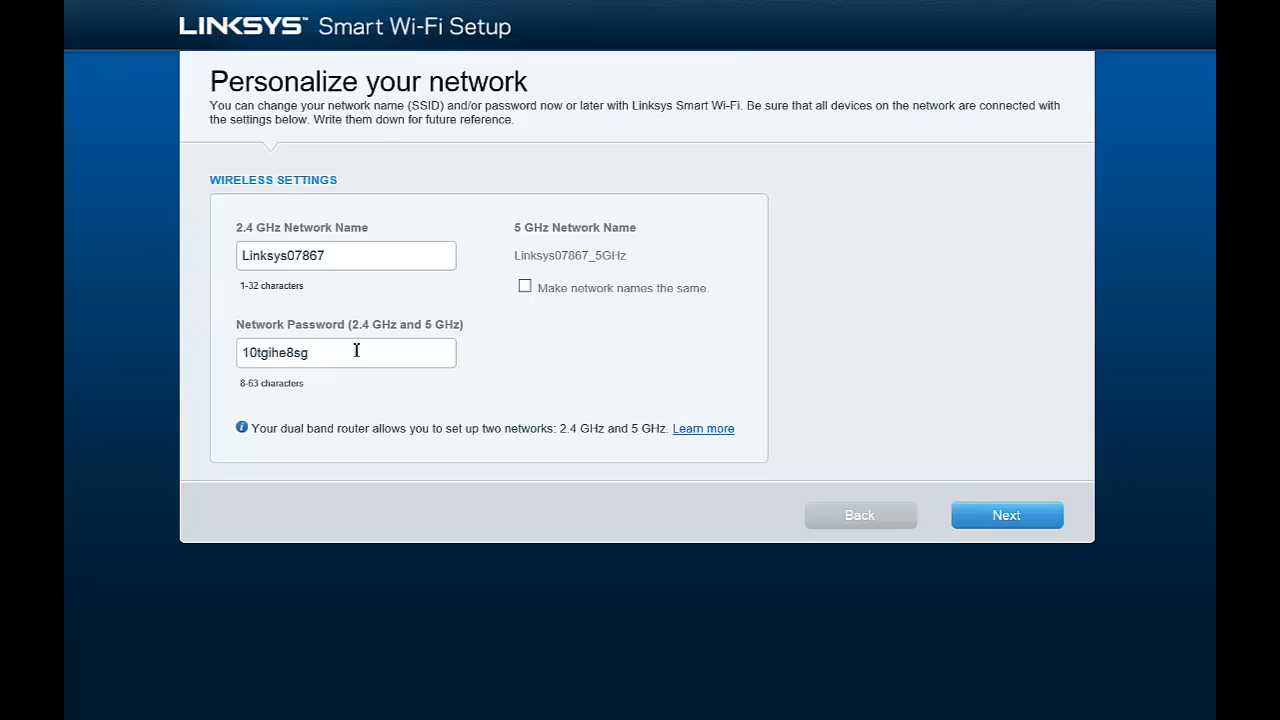 LINKSYS™ Smart Wi-Fi Setup
Personalize your network
You can change your network name (SSID) and/or password now or later with Linksys Smart Wi-Fi. Be sure that all devices on the network are connected with
the settings below. Write them down for future reference.
WIRELESS SETTINGS
2.4 GHz Network Name
Linksys07867
1-32 characters
5 GHz Network Name
Linksys07867_5GHz
Make network names the same.
Network Password (2.4 GHz and 5 GHz)
10tgihe8sg
8-63 characters
Your dual band router allows you to set up two networks: 2.4 GHz and 5 GHz. Learn more
Back
Next